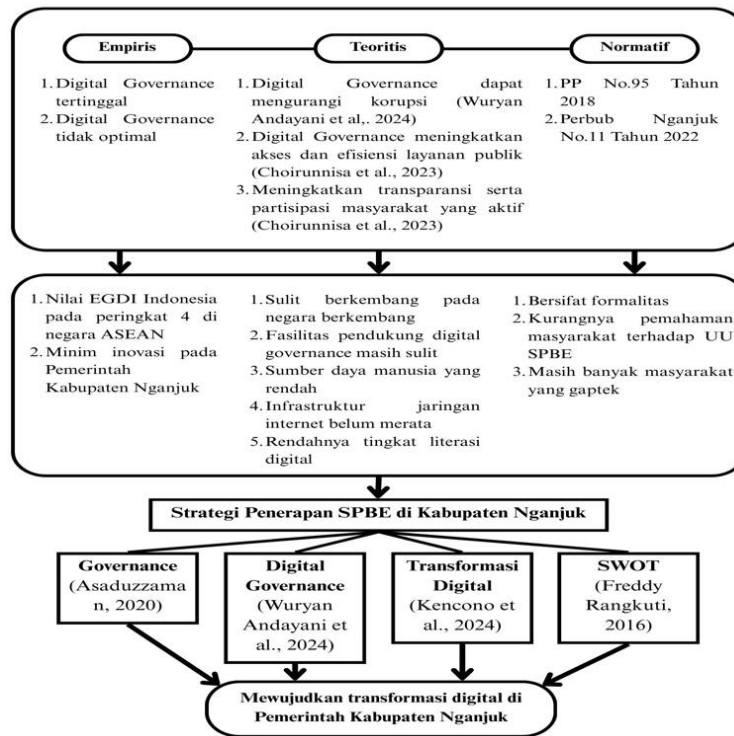 Empiris
Teoritis
Normatif
1. Digital Governance
tertinggal
2. Digital Governance
tidak optimal
1. Digital Governance dapat
mengurangi korupsi (Wuryan
Andayani et al,. 2024)
2. Digital Governance meningkatkan
akses dan efisiensi layanan publik
(Choirunnisa et al., 2023)
3. Meningkatkan transparansi serta
partisipasi masyarakat yang aktif
(Choirunnisa et al., 2023)
1. PP No.95 Tahun
2018
2. Perbub Nganjuk
No.11 Tahun 2022
1. Nilai EGDI Indonesia
pada peringkat 4 di
negara ASEAN
2. Minim inovasi pada
Pemerintah
Kabupaten Nganjuk
1. Sulit berkembang pada
negara berkembang
2. Fasilitas pendukung digital
governance masih sulit
3. Sumber daya manusia yang
rendah
4. Infrastruktur jaringan
internet belum merata
5. Rendahnya tingkat literasi
digital
1. Bersifat formalitas
2. Kurangnya pemahaman
masyarakat terhadap UU
SPBE
3. Masih banyak masyarakat
yang gaptek
Strategi Penerapan SPBE di Kabupaten Nganjuk
Governance
(Asaduzzama
n, 2020)
Digital
Governance
(Wuryan
Andayani et
al., 2024)
Transformasi
Digital
(Kencono et
al., 2024)
SWOT
(Freddy
Rangkuti,
2016)
Mewujudkan transformasi digital di
Pemerintah Kabupaten Nganjuk